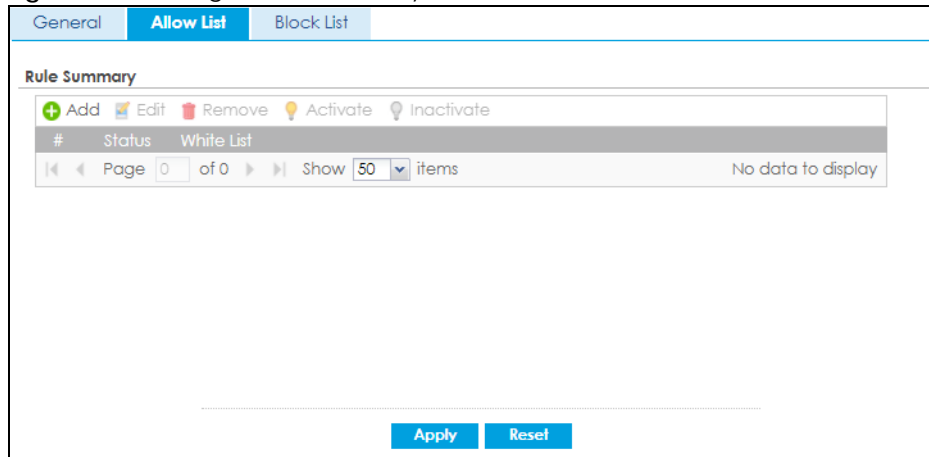 General Allow List Block List
Rule Summary
Add Edit Remove Activate Inactivate
# Status White List
Page 0 of 0 Show 50 items No data to display
Apply Reset